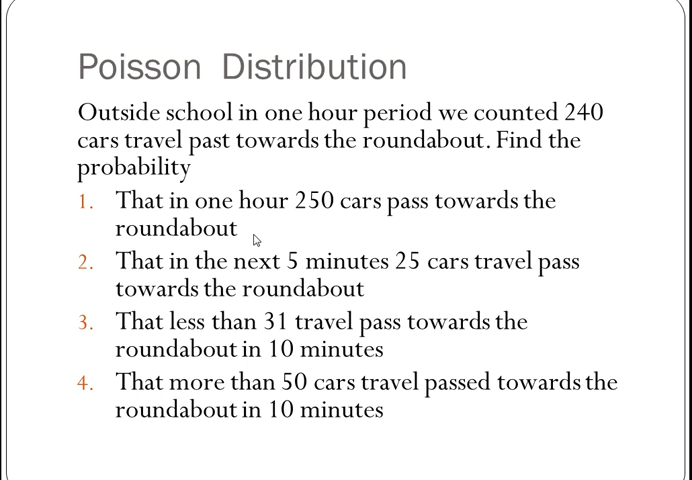 Poisson Distribution
Outside school in one hour period we counted 240
cars travel past towards the roundabout. Find the
probability
1. That in one hour 250 cars pass towards the
roundabout
2. That in the next 5 minutes 25 cars travel pass
towards the roundabout
3. That less than 31 travel pass towards the
roundabout in 10 minutes
4. That more than 50 cars travel passed towards the
roundabout in 10 minutes